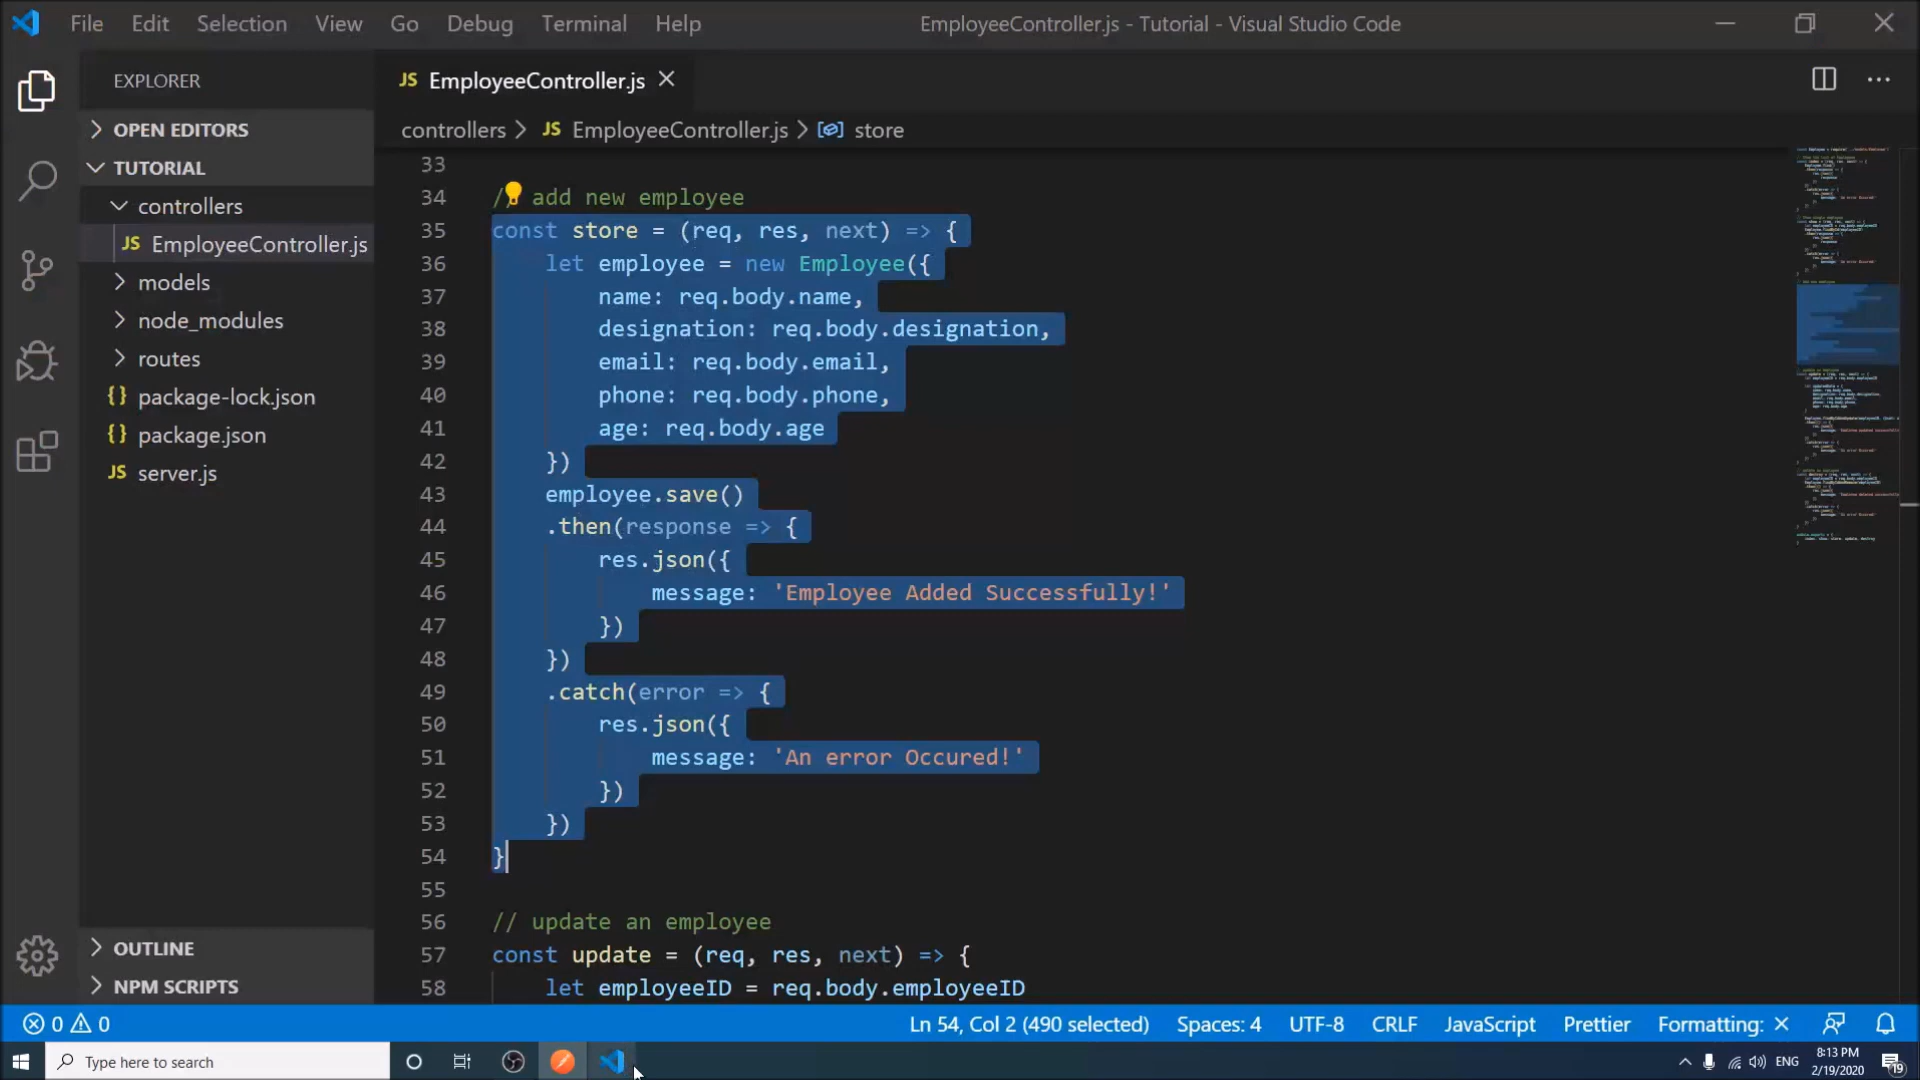 File Edit Selection View Go Debug Terminal Help EmployeeController.js - Tutorial - Visual Studio Code
EXPLORER
OPEN EDITORS
TUTORIAL
controllers
JS EmployeeController.js
models
node_modules
routes
{} package-lock.json
{} package.json
JS server.js
OUTLINE
NPM SCRIPTS
JS EmployeeController.js
controllers > JS EmployeeController.js > store
33
34 / add new employee
35 const store = (req, res, next) => {
36 let employee = new Employee({
37 name: req.body.name,
38 designation: req.body.designation,
39 email: req.body.email,
40 phone: req.body.phone,
41 age: req.body.age
42 })
43 employee.save()
44 .then(response => {
45 res.json({
46 message: 'Employee Added Successfully!'
47 })
48 })
49 .catch(error => {
50 res.json({
51 message: 'An error Occured!'
52 })
53 })
54 }
55
56 // update an employee
57 const update = (req, res, next) => {
58 let employeeID = req.body.employeeID
0 0 Ln 54, Col 2 (490 selected) Spaces: 4 UTF-8 CRLF JavaScript Prettier Formatting: ×
Type here to search
ENG
8:13 PM
2/19/2020
19